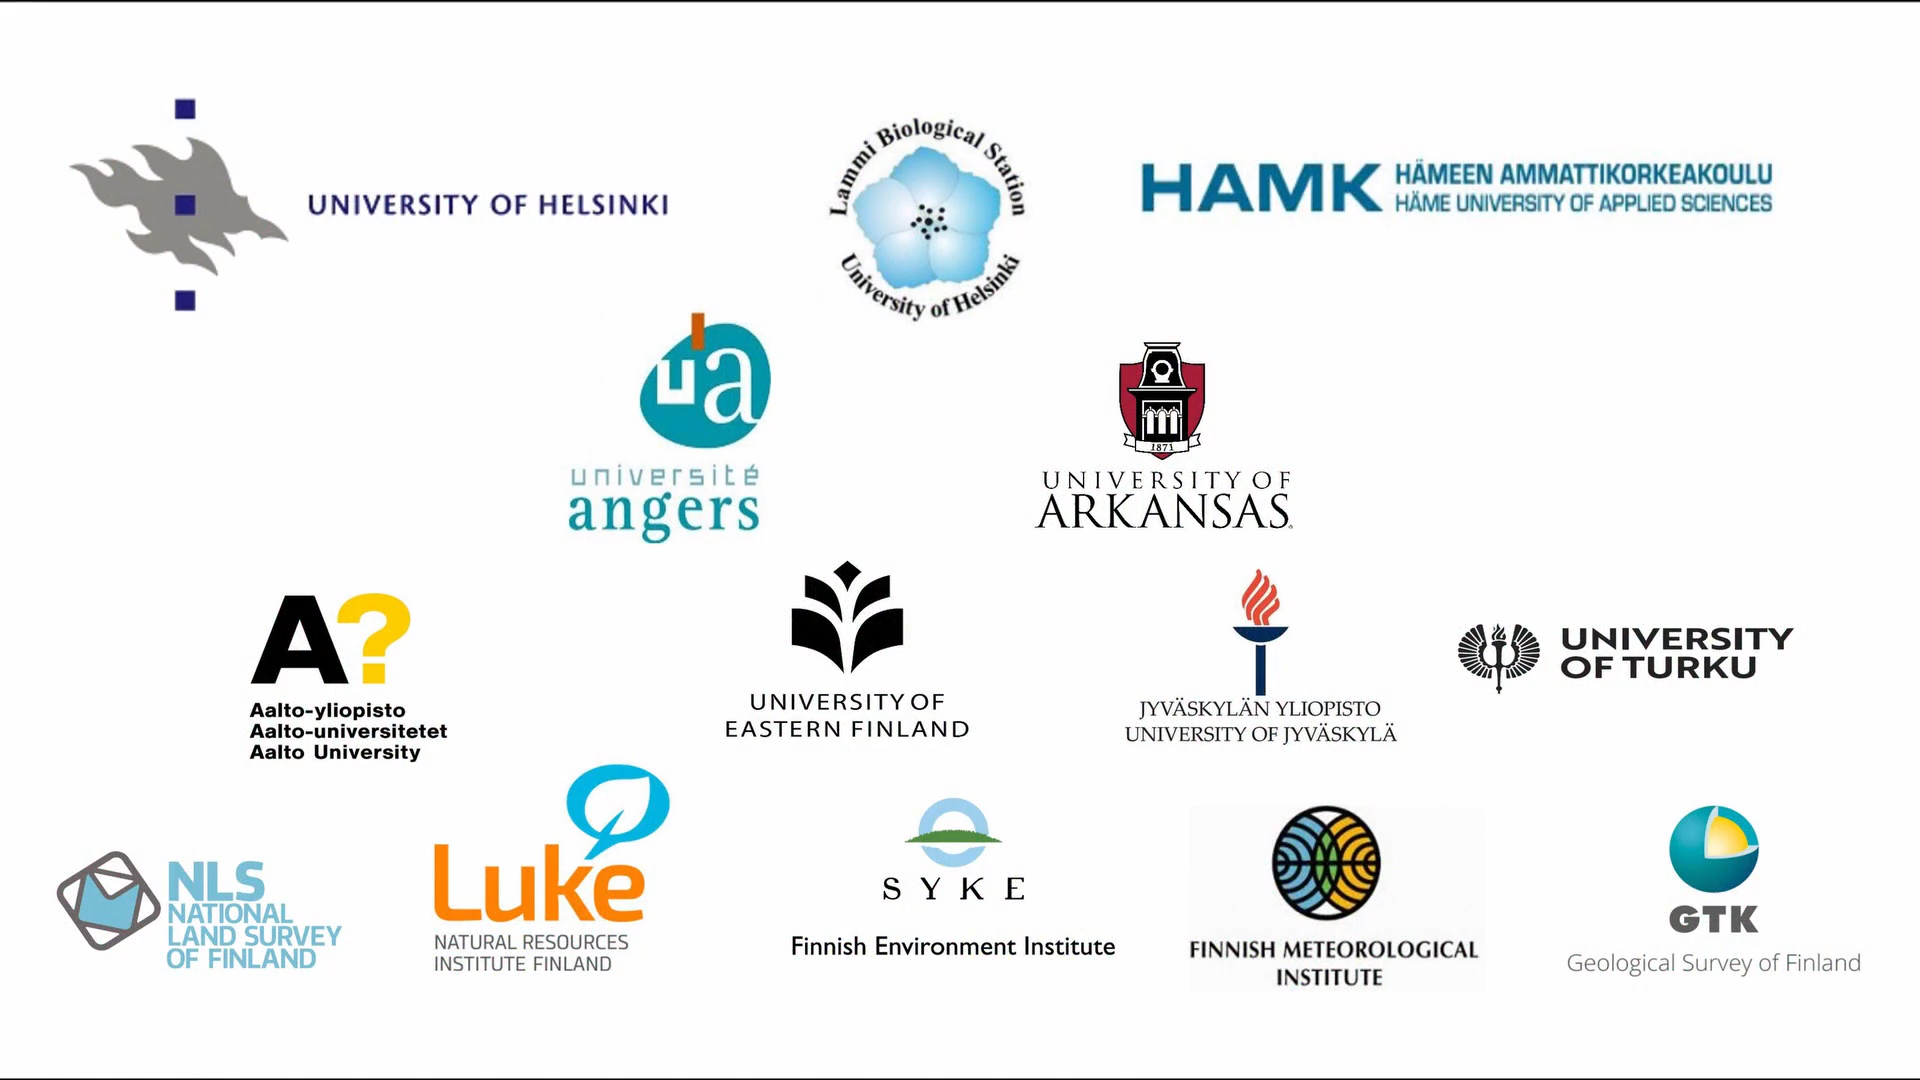 UNIVERSITY OF HELSINKI
Lammi Biological Station
University of Helsinki
HAMK
HÄMEEN AMMATTIKORKEAKOULU
HÄME UNIVERSITY OF APPLIED SCIENCES
ua
université
angers
1871
UNIVERSITY OF
ARKANSAS
A?
Aalto-yliopisto
Aalto-universitetet
Aalto University
UNIVERSITY OF
EASTERN FINLAND
JYVÄSKYLÄN YLIOPISTO
UNIVERSITY OF JYVÄSKYLÄ
UNIVERSITY
OF TURKU
NLS
NATIONAL
LAND SURVEY
OF FINLAND
Luke
NATURAL RESOURCES
INSTITUTE FINLAND
SYKE
Finnish Environment Institute
FINNISH METEOROLOGICAL
INSTITUTE
GTK
Geological Survey of Finland